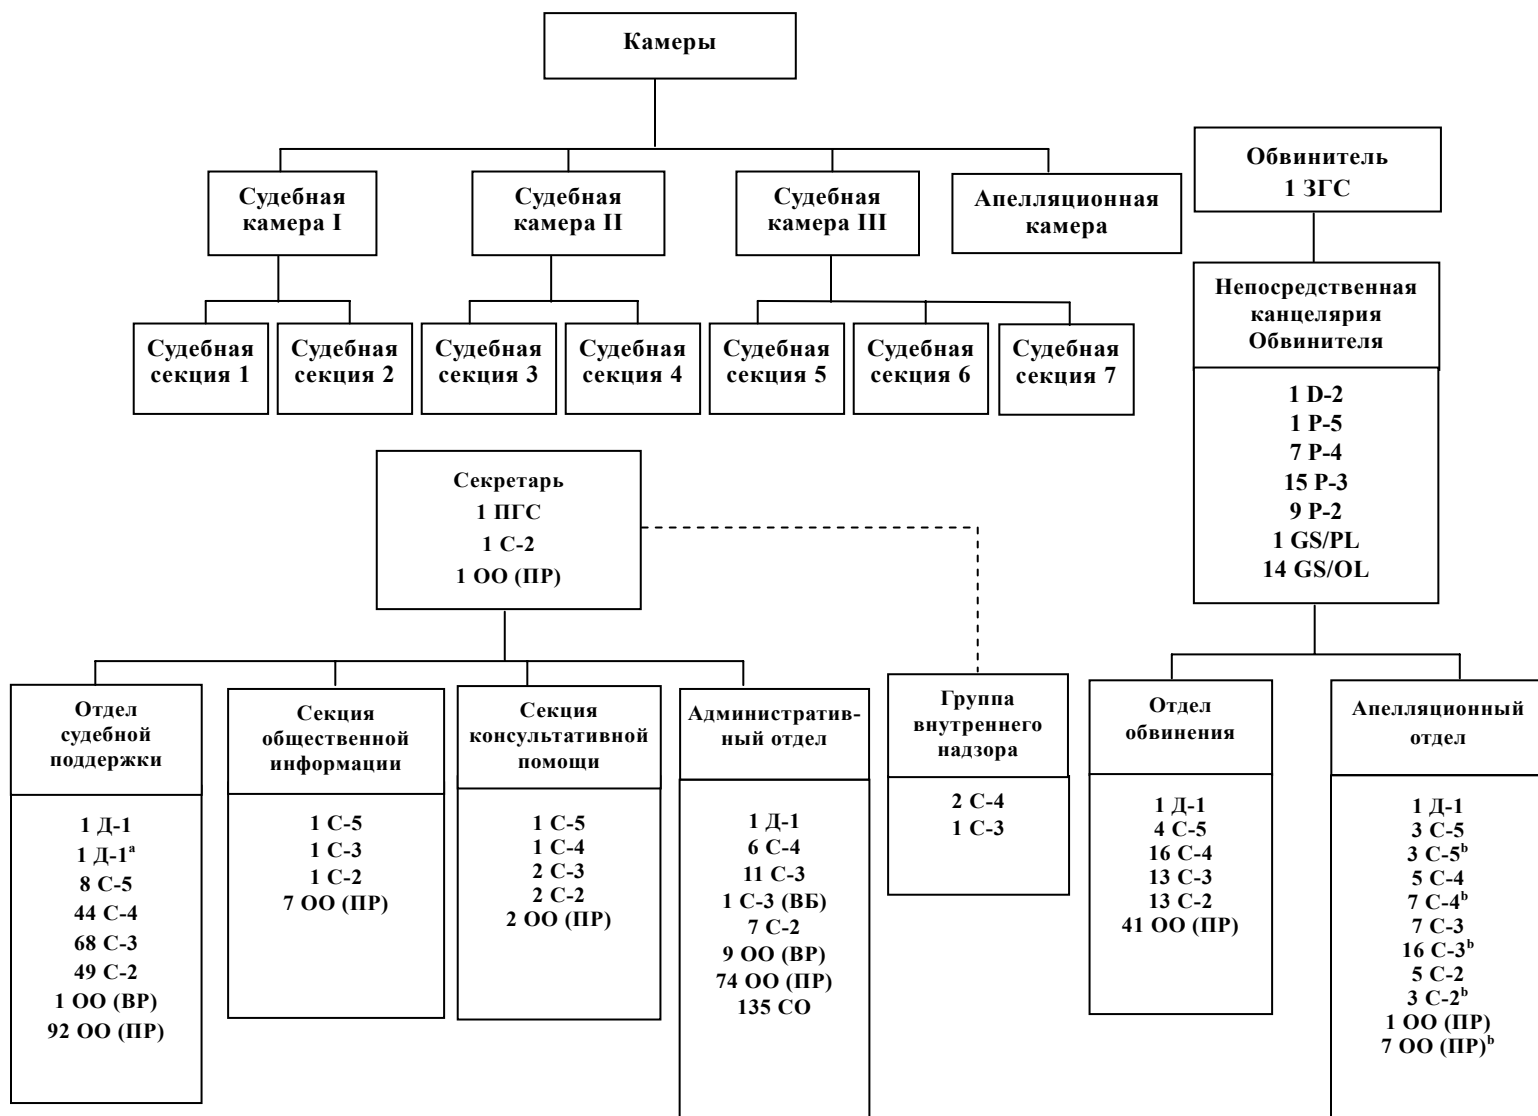 Камеры
Обвинитель
1 ЗГС
Судебная
камера I
Судебная
камера II
Судебная
камера III
Апелляционная
камера
Непосредственная
канцелярия
Обвинителя
1 D-2
1 P-5
7 P-4
15 P-3
9 P-2
1 GS/PL
14 GS/OL
Судебная
секция 1
Судебная
секция 2
Судебная
секция 3
Судебная
секция 4
Судебная
секция 5
Судебная
секция 6
Судебная
секция 7
Секретарь
1 ПГС
1 С-2
1 ОО (ПР)
Отдел
судебной
поддержки
1 Д-1
1 Д-1ᵃ
8 С-5
44 С-4
68 С-3
49 С-2
1 ОО (ВР)
92 ОО (ПР)
Секция
общественной
информации
1 С-5
1 С-3
1 С-2
7 ОО (ПР)
Секция
консультативной
помощи
1 С-5
1 С-4
2 С-3
2 С-2
2 ОО (ПР)
Административ-
ный отдел
1 Д-1
6 С-4
11 С-3
1 С-3 (ВБ)
7 С-2
9 ОО (ВР)
74 ОО (ПР)
135 СО
Группа
внутреннего
надзора
2 С-4
1 С-3
Отдел
обвинения
1 Д-1
4 С-5
16 С-4
13 С-3
13 С-2
41 ОО (ПР)
Апелляционный
отдел
1 Д-1
3 С-5
3 С-5ᵇ
5 С-4
7 С-4ᵇ
7 С-3
16 С-3ᵇ
5 С-2
3 С-2ᵇ
1 ОО (ПР)
7 ОО (ПР)ᵇ